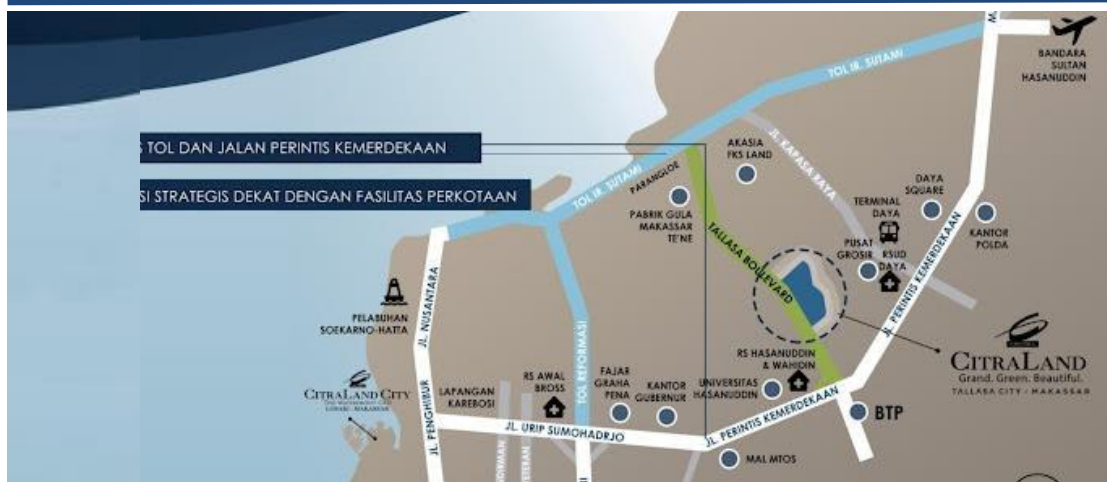 BANDARA
SULTAN
HASANUDDIN
TOL IR. SUTAMI
TOL DAN JALAN PERINTIS KEMERDEKAAN
STRATEGIS DEKAT DENGAN FASILITAS PERKOTAAN
AKASIA
FKS LAND
JL. KAPASA RAYA
PARANGLOE
TOL IR. SUTAMI
PABRIK GULA
MAKASSAR
TE'NE
DAYA
SQUARE
TERMINAL
DAYA
KANTOR
POLDA
PUSAT
GROSIR
RSUD
DAYA
TALLASA BOULEVARD
JL. PERINTIS KEMERDEKAAN
PELABUHAN
SOEKARNO-HATTA
JL. NUSANTARA
CITRALAND
Grand. Green. Beautiful.
TALLASA CITY - MAKASSAR
CITRALAND CITY
LOSARI - MAKASSAR
JL. PENGHIBUR
LAPANGAN
KAREBOSI
RS AWAL
BROSS
TOL REFORMASI
FAJAR
GRAHA
PENA
KANTOR
GUBERNUR
UNIVERSITAS
HASANUDDIN
RS HASANUDDIN
& WAHIDIN
JL. URIP SUMOHADRJO
JL. PERINTIS KEMERDEKAAN
BTP
MAL MTOS